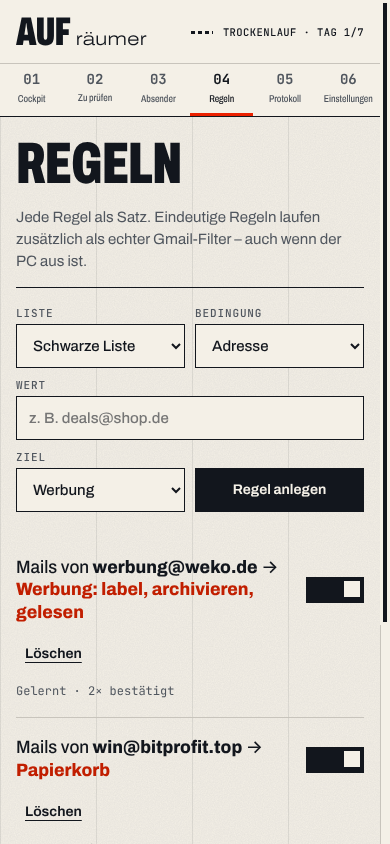 AUF räumer
TROCKENLAUF · TAG 1/7
01 02 03 04 05 06
Cockpit Zu prüfen Absender Regeln Protokoll Einstellungen
REGELN
Jede Regel als Satz. Eindeutige Regeln laufen
zusätzlich als echter Gmail-Filter – auch wenn der
PC aus ist.
LISTE BEDINGUNG
Schwarze Liste Adresse
WERT
z. B. deals@shop.de
ZIEL
Werbung Regel anlegen
Mails von werbung@weko.de →
Werbung: label, archivieren,
gelesen
Löschen
Gelernt · 2× bestätigt
Mails von win@bitprofit.top →
Papierkorb
Löschen